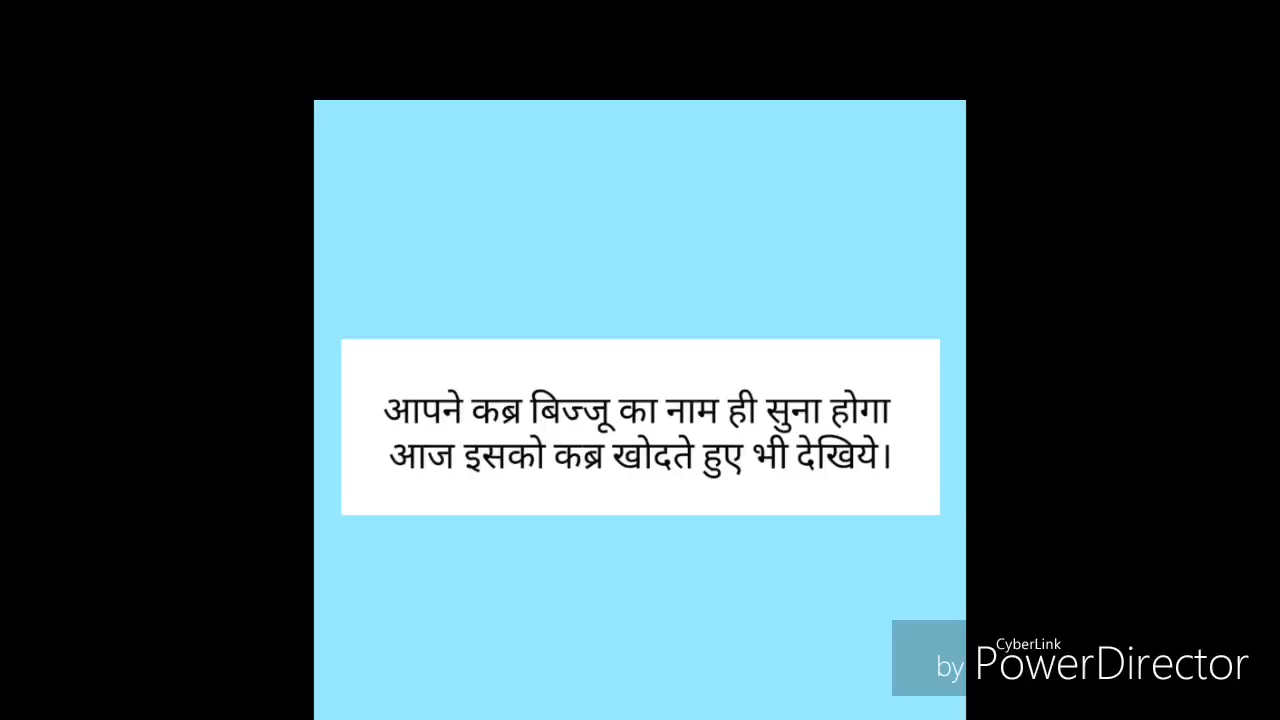 आपने कब्र बिज्जू का नाम ही सुना होगा
आज इसको कब्र खोदते हुए भी देखिये।
CyberLink
by PowerDirector